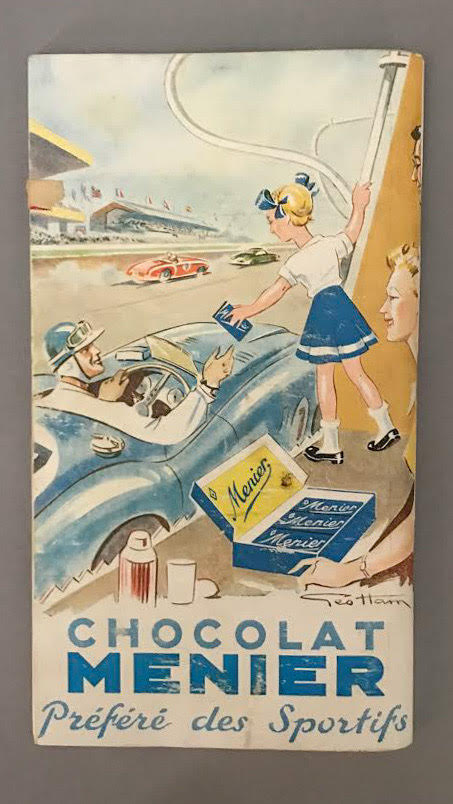 Menier
Menier
Menier
Menier
Géo Ham
CHOCOLAT
MENIER
Préféré des Sportifs